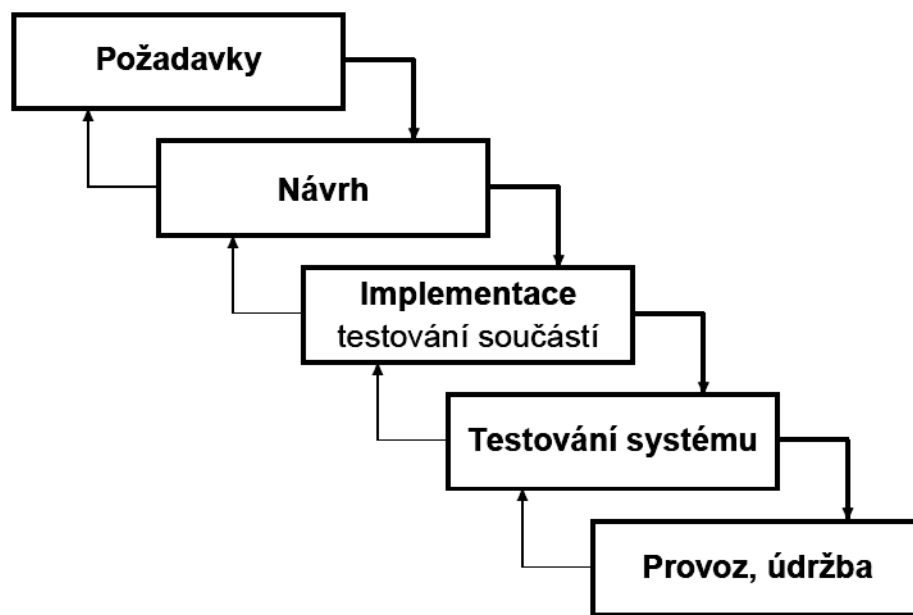 Požadavky
Návrh
Implementace
testování součástí
Testování systému
Provoz, údržba